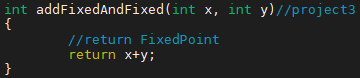 int addFixedAndFixed(int x, int y)//project3
{
        //return FixedPoint
        return x+y;
}